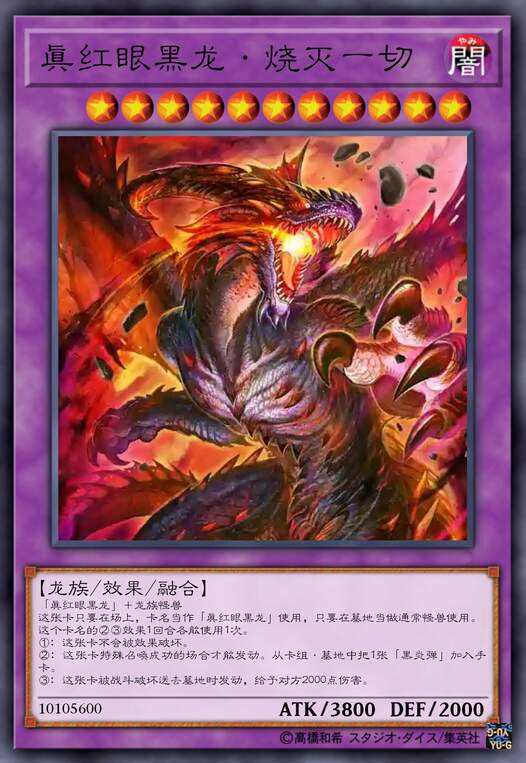 真红眼黑龙·烧灭一切
やみ
闇
【龙族/效果/融合】
「真红眼黑龙」+龙族怪兽
这张卡只要在场上,卡名当作「真红眼黑龙」使用,只要在墓地当做通常怪兽使用。
这个卡名的②③效果1回合各能使用1次。
①:这张卡不会被效果破坏。
②:这张卡特殊召唤成功的场合才能发动。从卡组·墓地中把1张「黑炎弹」加入手
卡。
③:这张卡被战斗破坏送去墓地时发动,给予对方2000点伤害。
10105600
ATK/3800 DEF/2000
©高橋和希 スタジオ・ダイス/集英社
YU-G